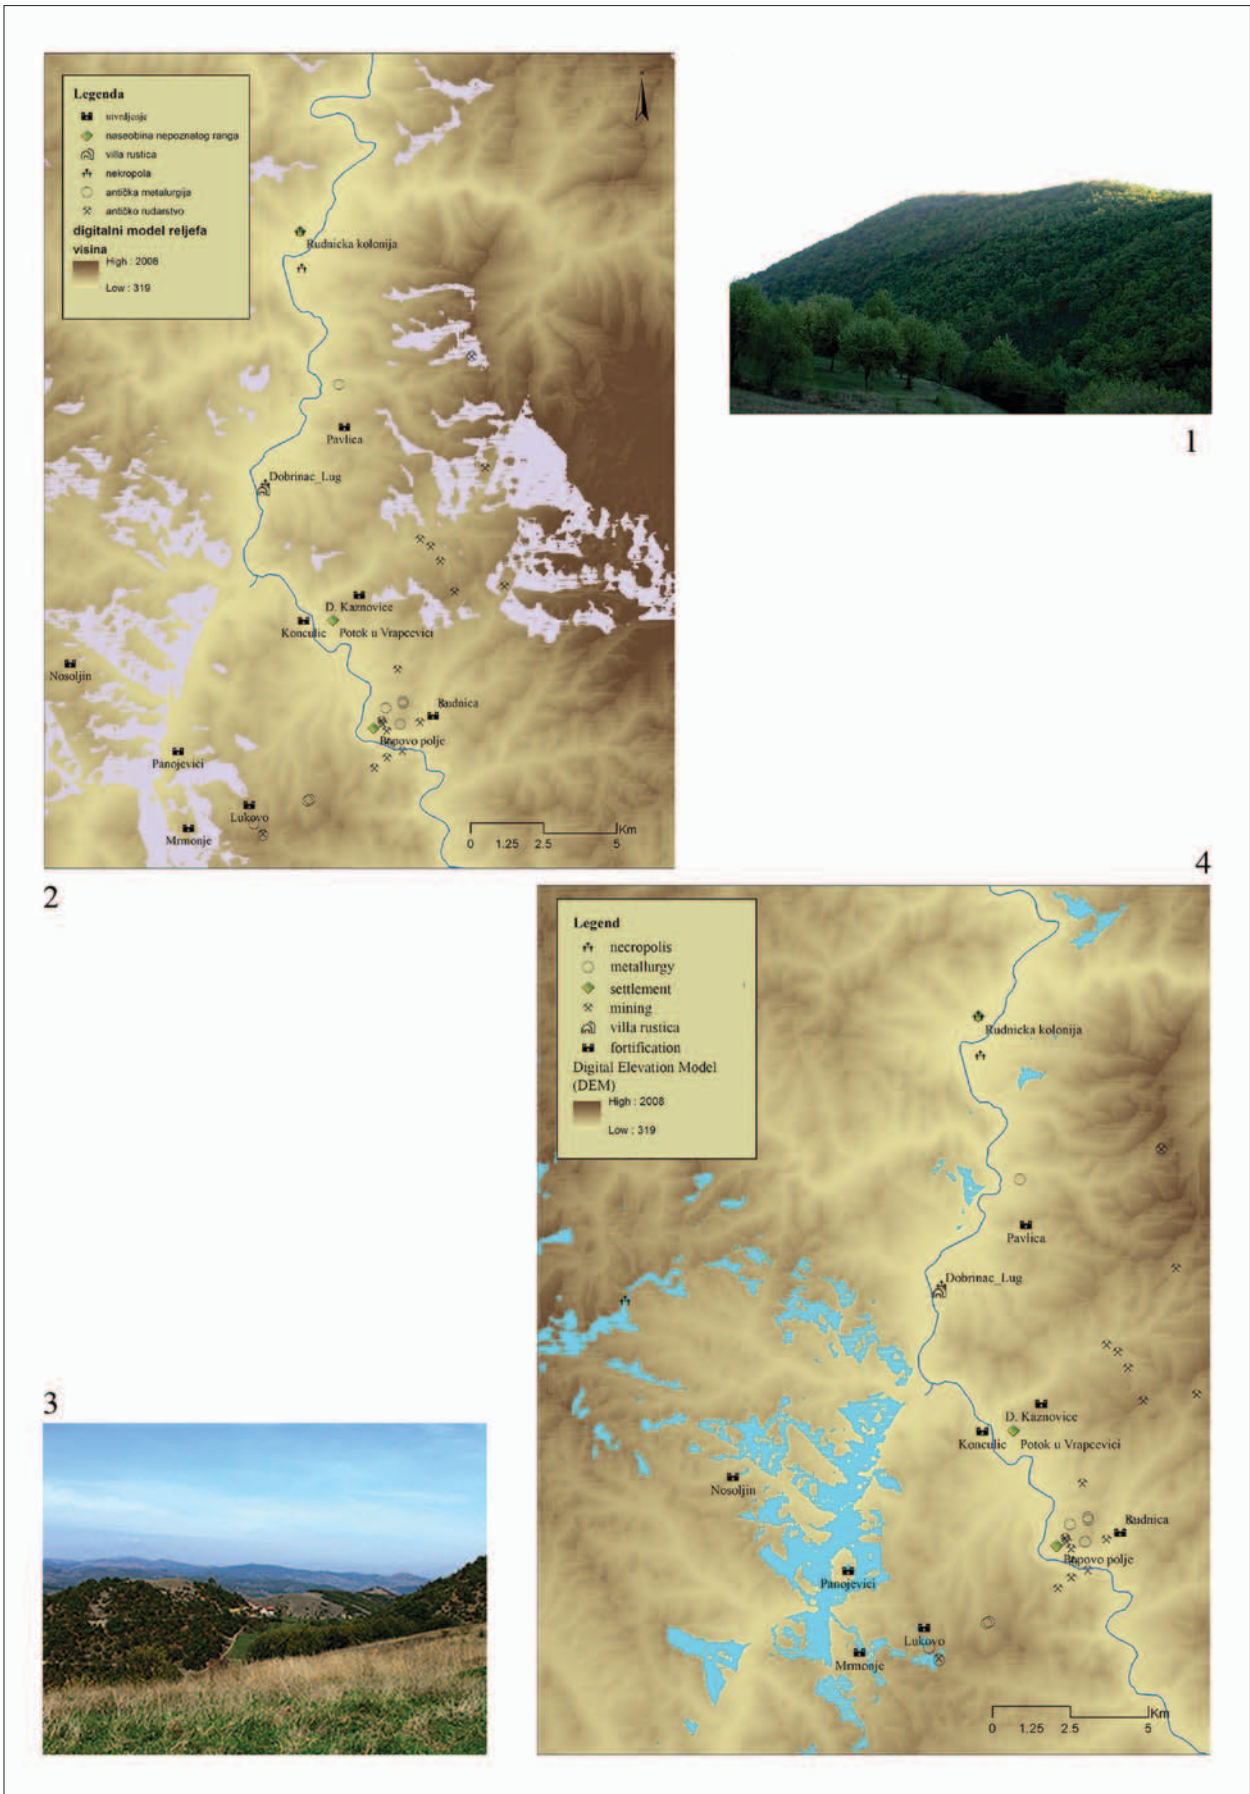 Legenda
utvrdjenje
naseobina nepoznatog ranga
villa rustica
nekropola
antička metalurgija
antičko rudarstvo
digitalni model reljefa
visina
High : 2008
Low : 319
Rudnicka kolonija
Pavlica
Dobrinac_Lug
D. Kaznovice
Konculic
Potok u Vrapcevici
Nosoljin
Rudnica
Popovo polje
Panojevici
Lukovo
Mrmonje
Km
0 1.25 2.5 5
1
2
4
Legend
necropolis
metallurgy
settlement
mining
villa rustica
fortification
Digital Elevation Model
(DEM)
High : 2008
Low : 319
Rudnicka kolonija
Pavlica
Dobrinac_Lug
D. Kaznovice
Konculic
Potok u Vrapcevici
Nosoljin
Rudnica
Popovo polje
Panojevici
Lukovo
Mrmonje
Km
0 1.25 2.5 5
3